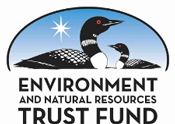 ENVIRONMENT
AND NATURAL RESOURCES
TRUST FUND